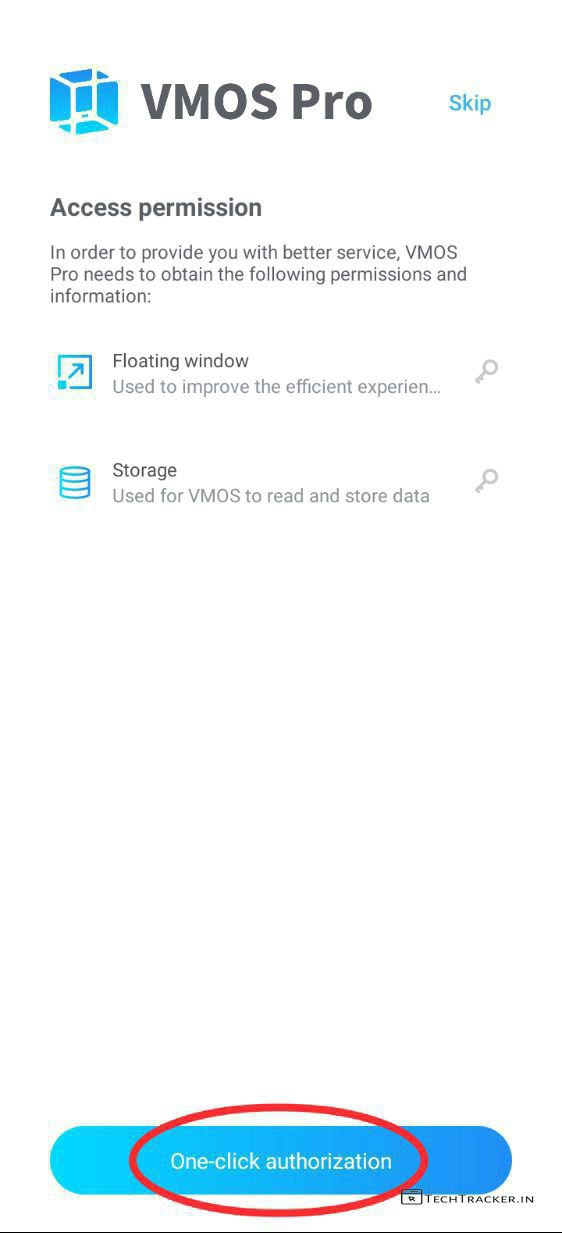 VMOS Pro
Skip
Access permission
In order to provide you with better service, VMOS
Pro needs to obtain the following permissions and
information:
Floating window
Used to improve the efficient experien...
Storage
Used for VMOS to read and store data
One-click authorization
TECHTRACKER.IN